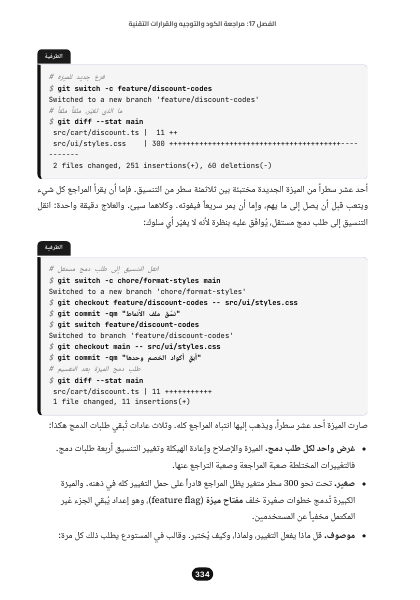 الفصل 17: مراجعة الكود والتوجيه والقرارات التقنية
الطرفية
# فرع جديد للميزة
$ git switch -c feature/discount-codes
Switched to a new branch 'feature/discount-codes'
# ما الذي تغيّر، ملفاً ملفاً
$ git diff --stat main
src/cart/discount.ts | 11 ++
src/ui/styles.css | 300 +++++++++++++++++++++++++++++++++++++++++----
-------
2 files changed, 251 insertions(+), 60 deletions(-)
أحد عشر سطراً من الميزة الجديدة مختبئة بين ثلاثمئة سطر من التنسيق. فإما أن يقرأ المراجع كل شيء
ويتعب قبل أن يصل إلى ما يهم، وإما أن يمر سريعاً فيفوته. وكلاهما سيئ. والعلاج دقيقة واحدة: انقل
التنسيق إلى طلب دمج مستقل، يُوافَق عليه بنظرة لأنه لا يغيّر أي سلوك:
الطرفية
# انقل التنسيق إلى طلب دمج مستقل
$ git switch -c chore/format-styles main
Switched to a new branch 'chore/format-styles'
$ git checkout feature/discount-codes -- src/ui/styles.css
$ git commit -qm "نسّق ملف الأنماط"
$ git switch feature/discount-codes
Switched to branch 'feature/discount-codes'
$ git checkout main -- src/ui/styles.css
$ git commit -qm "أبقِ أكواد الخصم وحدها"
# طلب دمج الميزة بعد التقسيم
$ git diff --stat main
src/cart/discount.ts | 11 +++++++++++
1 file changed, 11 insertions(+)
صارت الميزة أحد عشر سطراً، ويذهب إليها انتباه المراجع كله. وثلاث عادات تُبقي طلبات الدمج هكذا:
• غرض واحد لكل طلب دمج. الميزة والإصلاح وإعادة الهيكلة وتغيير التنسيق أربعة طلبات دمج.
فالتغييرات المختلطة صعبة المراجعة وصعبة التراجع عنها.
• صغير. تحت نحو 300 سطر متغير يظل المراجع قادراً على حمل التغيير كله في ذهنه. والميزة
الكبيرة تُدمج خطوات صغيرة خلف مفتاح ميزة (feature flag)، وهو إعداد يُبقي الجزء غير
المكتمل مخفياً عن المستخدمين.
• موصوف. قل ماذا يفعل التغيير، ولماذا، وكيف يُختبر. وقالب في المستودع يطلب ذلك كل مرة:
334